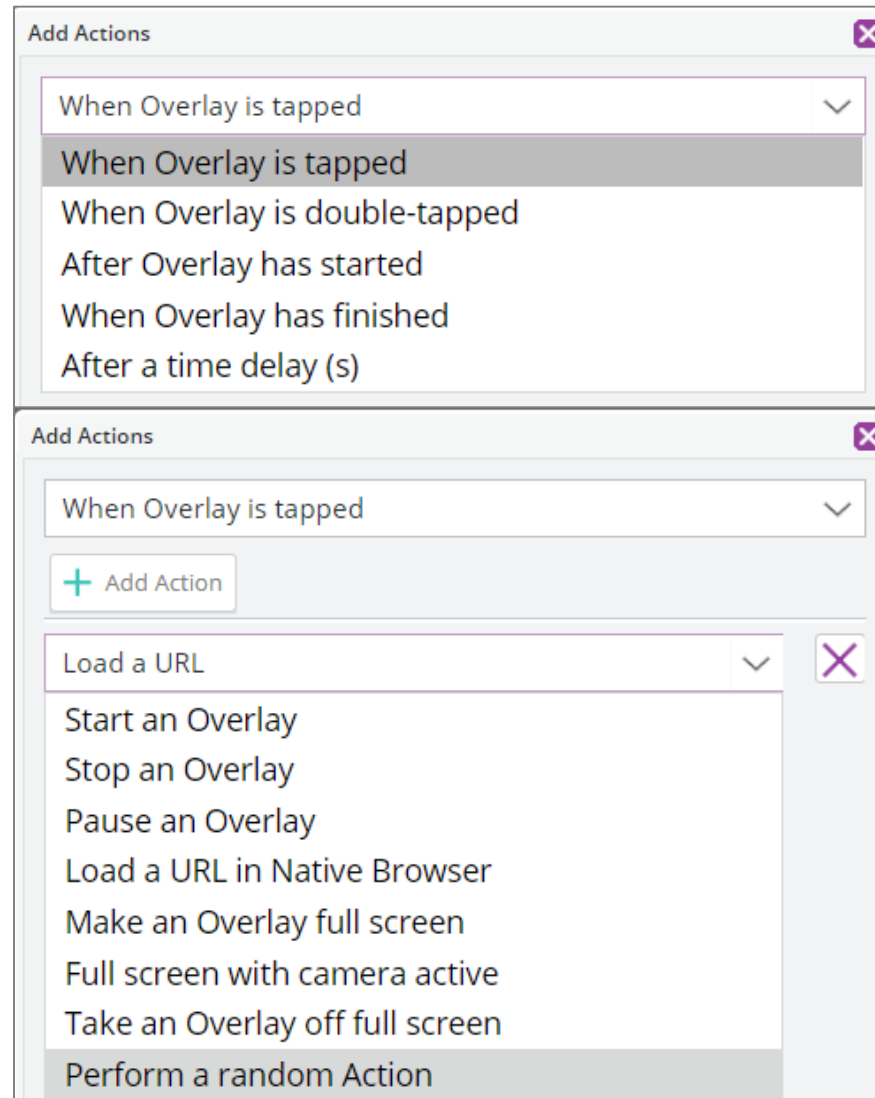 Add Actions
When Overlay is tapped
When Overlay is tapped
When Overlay is double-tapped
After Overlay has started
When Overlay has finished
After a time delay (s)
Add Actions
When Overlay is tapped
Add Action
Load a URL
Start an Overlay
Stop an Overlay
Pause an Overlay
Load a URL in Native Browser
Make an Overlay full screen
Full screen with camera active
Take an Overlay off full screen
Perform a random Action